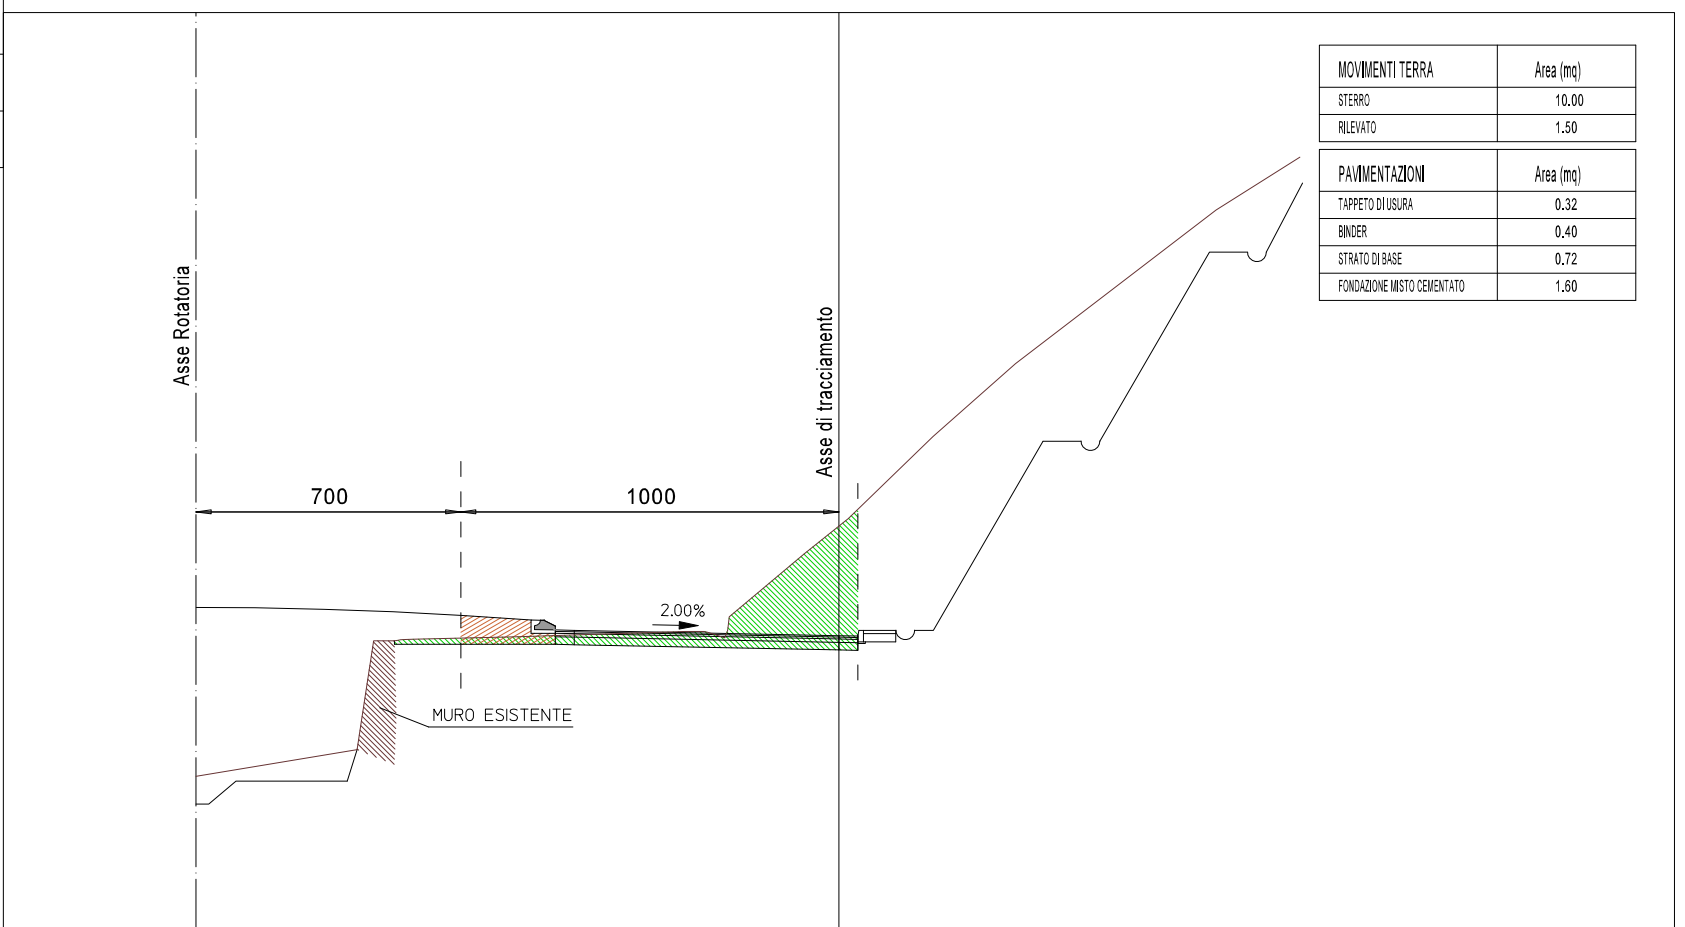 MOVIMENTI TERRA Area (mq)
STERRO 10.00
RILEVATO 1.50
PAVIMENTAZIONI Area (mq)
TAPPETO DI USURA 0.32
BINDER 0.40
STRATO DI BASE 0.72
FONDAZIONE MISTO CEMENTATO 1.60
Asse Rotatoria
Asse di tracciamento
700
1000
2.00%
MURO ESISTENTE